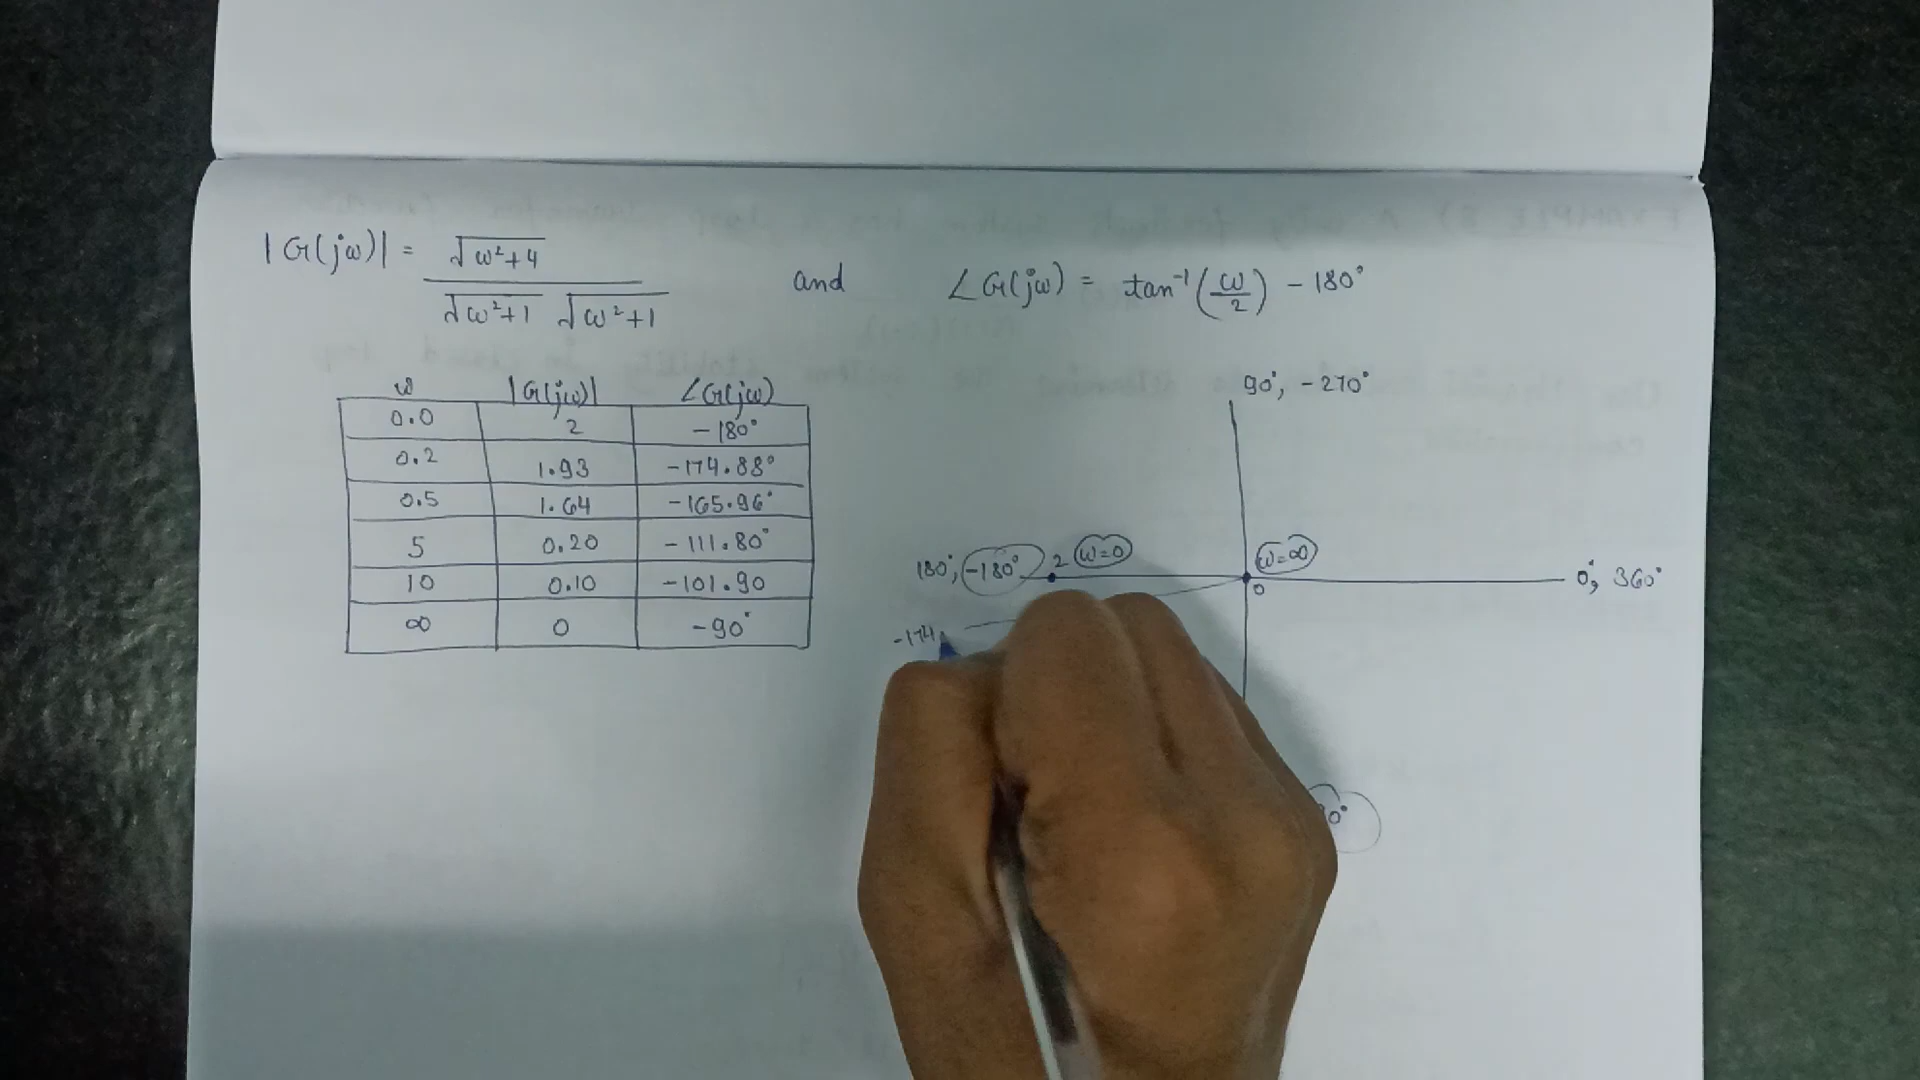 |G(jω)| = √ω²+4 / √ω²+1 √ω²+1 and ∠G(jω) = tan⁻¹(ω/2) − 180°
ω |G(jω)| ∠G(jω)
0.0 2 −180°
0.2 1.93 −174.88°
0.5 1.64 −165.96°
5 0.20 −111.80°
10 0.10 −101.90
∞ 0 −90°
90°, −270°
180°, −180° 2 ω=0 ω=∞ 0 0°, 360°
−174